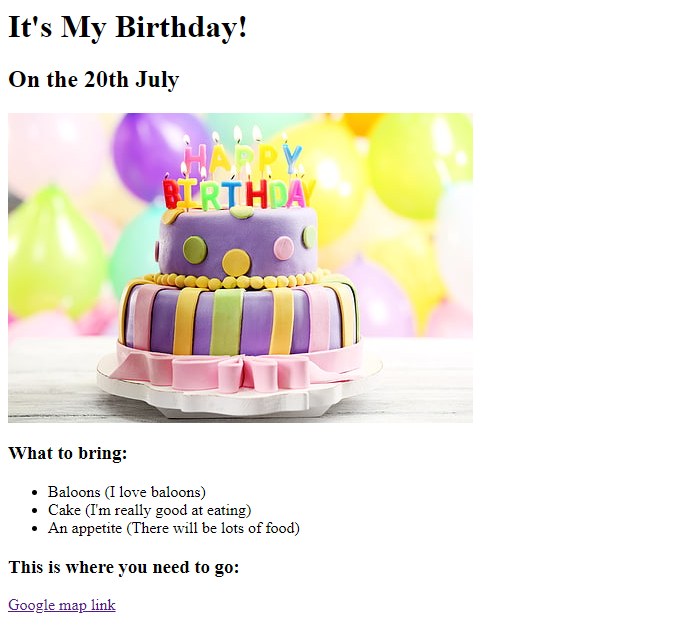 It's My Birthday!
On the 20th July
HAPPY
BIRTHDAY
What to bring:
Baloons (I love baloons)
Cake (I'm really good at eating)
An appetite (There will be lots of food)
This is where you need to go:
Google map link